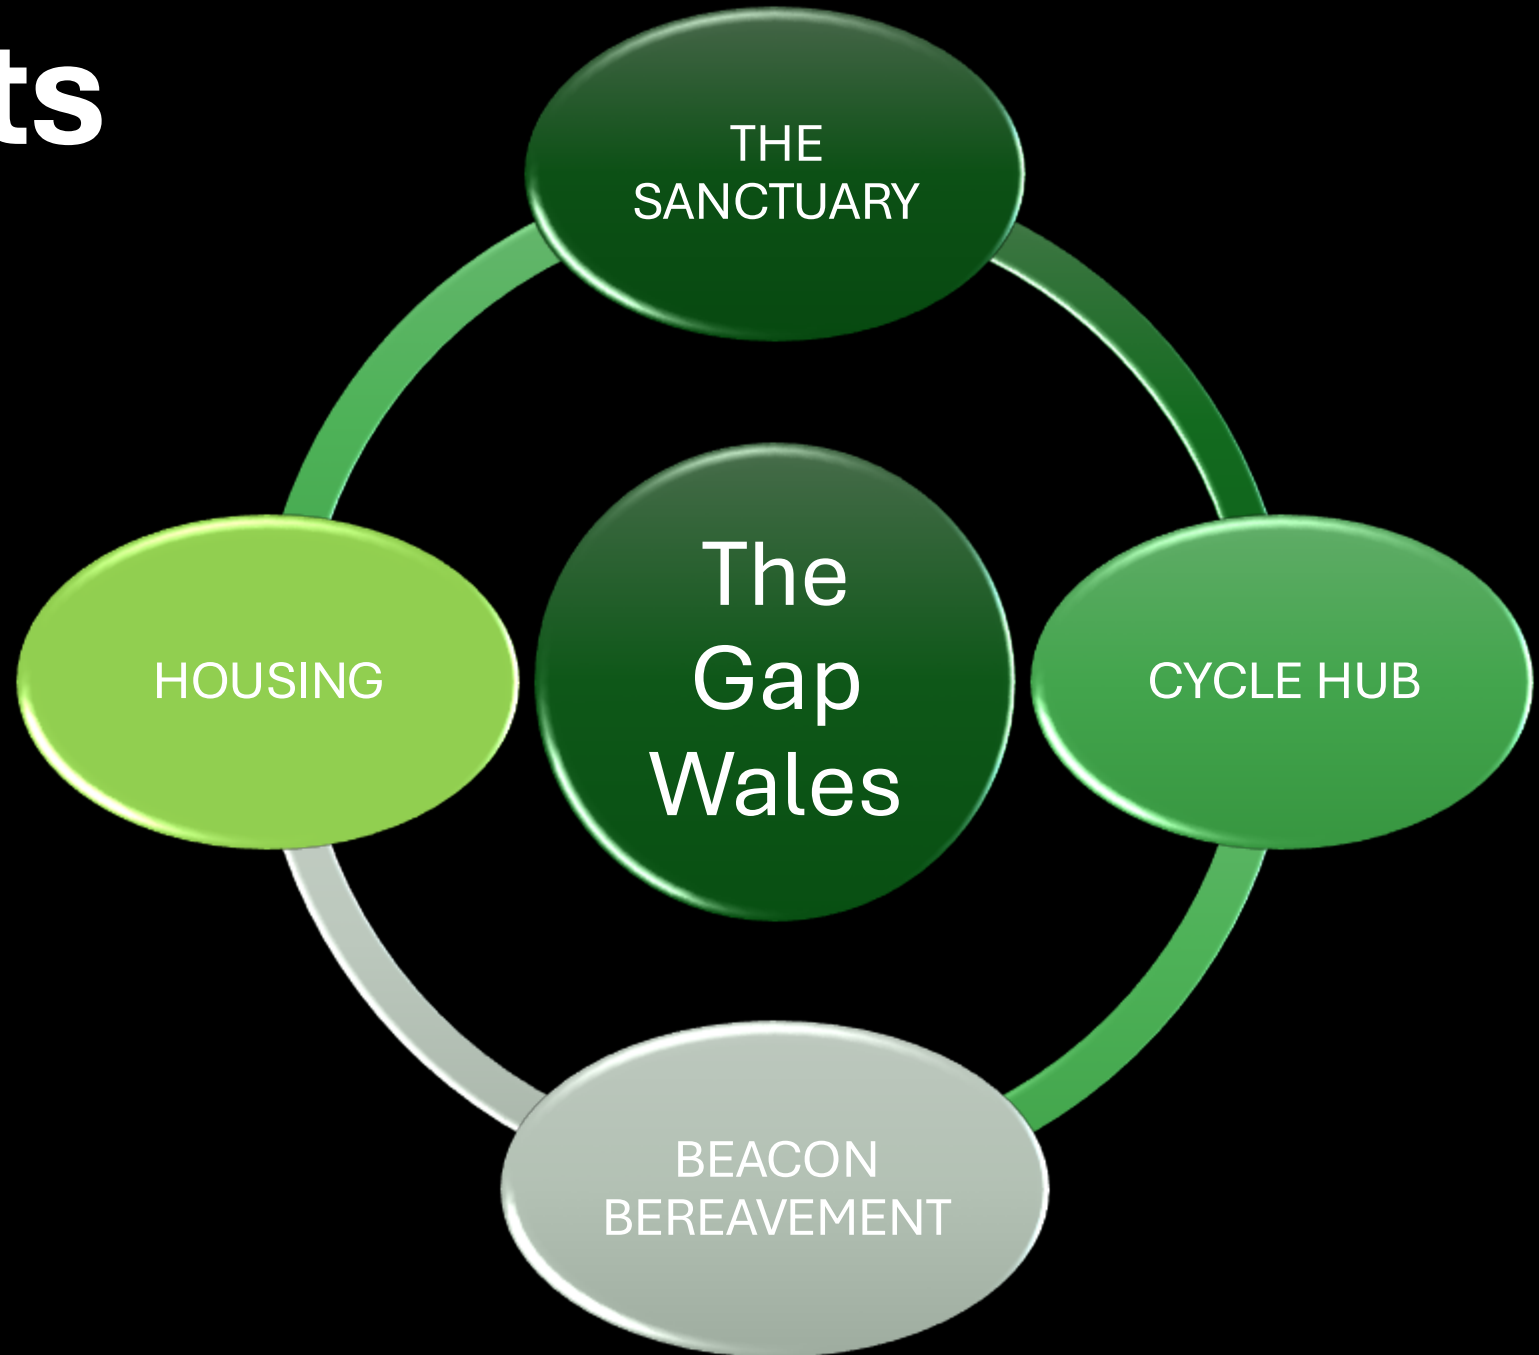 ts
THE
SANCTUARY
The
Gap
Wales
HOUSING
CYCLE HUB
BEACON
BEREAVEMENT